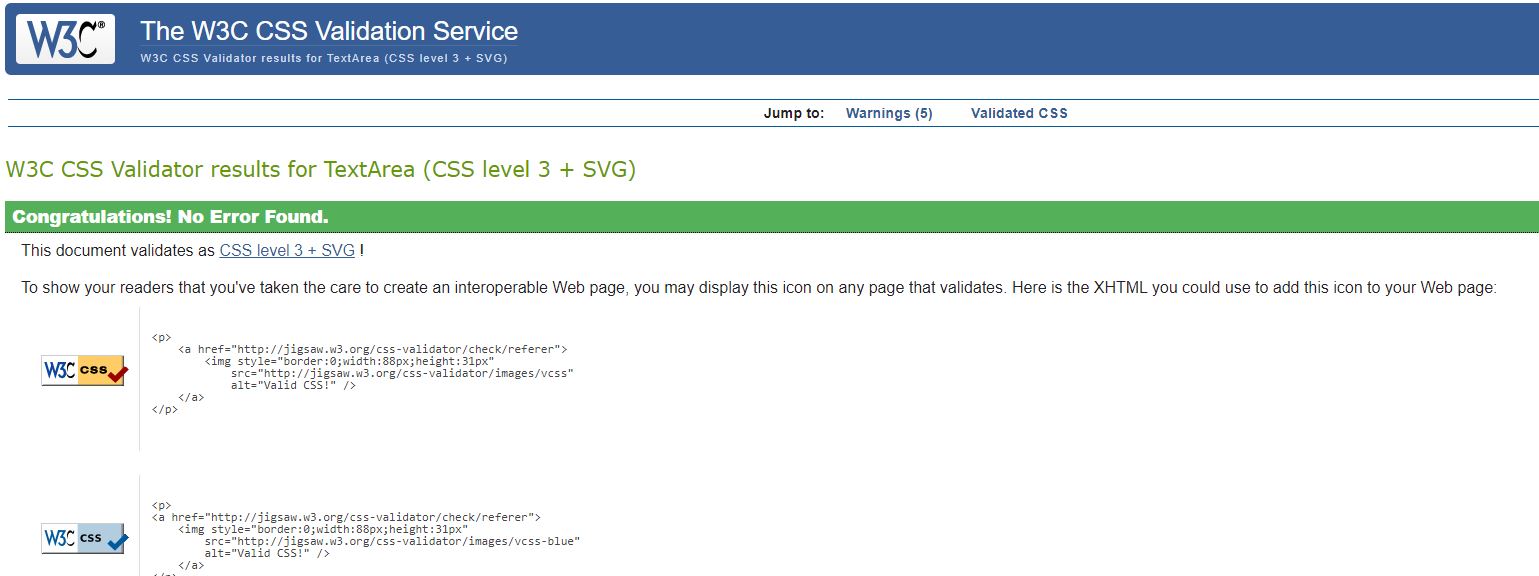 W3C® The W3C CSS Validation Service
W3C CSS Validator results for TextArea (CSS level 3 + SVG)
Jump to: Warnings (5) Validated CSS
W3C CSS Validator results for TextArea (CSS level 3 + SVG)
Congratulations! No Error Found.
This document validates as CSS level 3 + SVG !
To show your readers that you've taken the care to create an interoperable Web page, you may display this icon on any page that validates. Here is the XHTML you could use to add this icon to your Web page:
W3C css
<p>
<a href="http://jigsaw.w3.org/css-validator/check/referer">
<img style="border:0;width:88px;height:31px"
src="http://jigsaw.w3.org/css-validator/images/vcss"
alt="Valid CSS!" />
</a>
</p>
W3C css
<p>
<a href="http://jigsaw.w3.org/css-validator/check/referer">
<img style="border:0;width:88px;height:31px"
src="http://jigsaw.w3.org/css-validator/images/vcss-blue"
alt="Valid CSS!" />
</a>